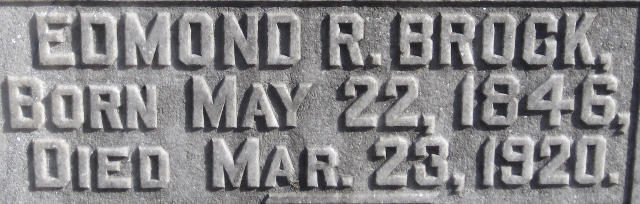 EDMOND R. BROCK,
BORN MAY 22, 1846,
DIED MAR. 23, 1920.